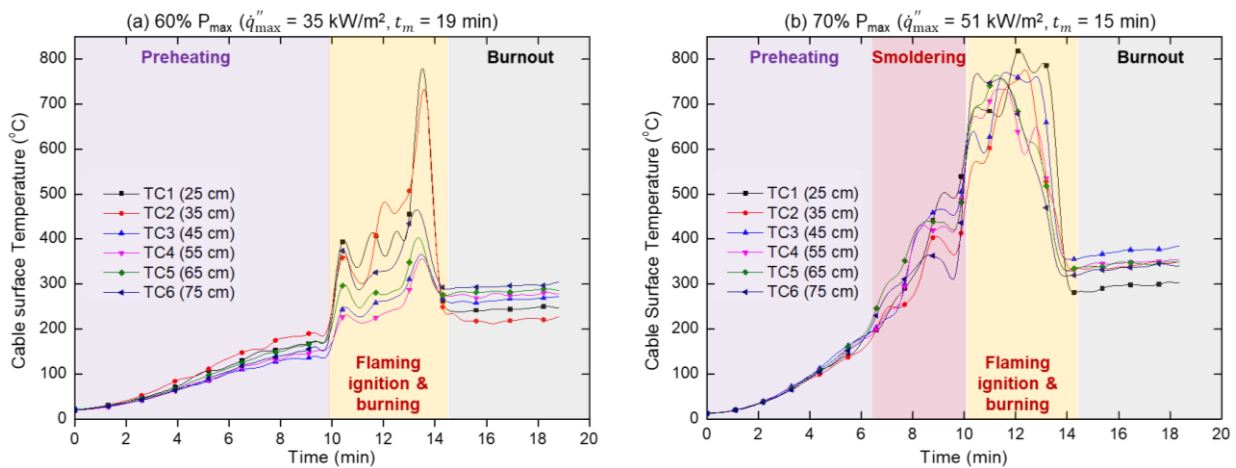 (a) 60% Pmax (q̇″max = 35 kW/m², tm = 19 min)
Preheating
Burnout
TC1 (25 cm)
TC2 (35 cm)
TC3 (45 cm)
TC4 (55 cm)
TC5 (65 cm)
TC6 (75 cm)
Flaming
ignition &
burning
Cable Surface Temperature (°C)
800
700
600
500
400
300
200
100
0
0 2 4 6 8 10 12 14 16 18 20
Time (min)
(b) 70% Pmax (q̇″max = 51 kW/m², tm = 15 min)
Preheating
Smoldering
Burnout
TC1 (25 cm)
TC2 (35 cm)
TC3 (45 cm)
TC4 (55 cm)
TC5 (65 cm)
TC6 (75 cm)
Flaming
ignition &
burning
Cable Surface Temperature (°C)
800
700
600
500
400
300
200
100
0
0 2 4 6 8 10 12 14 16 18 20
Time (min)